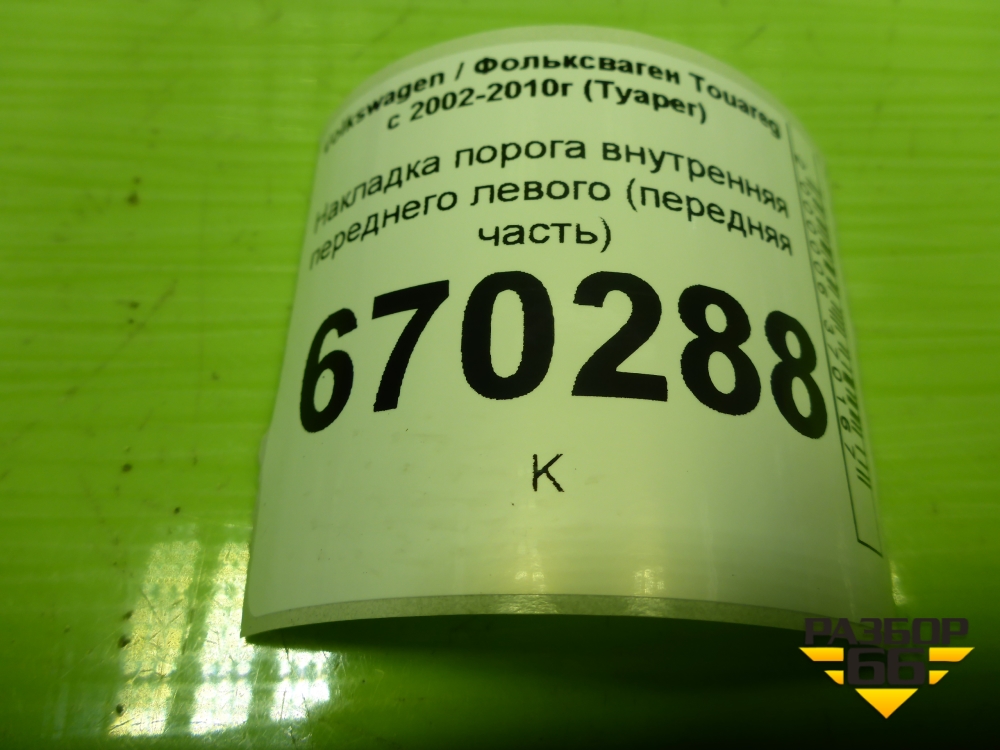 Volkswagen / Фольксваген Touareg
с 2002-2010г (Туарег)
Накладка порога внутренняя
переднего левого (передняя
часть)
670288
К
РАЗБОР
66